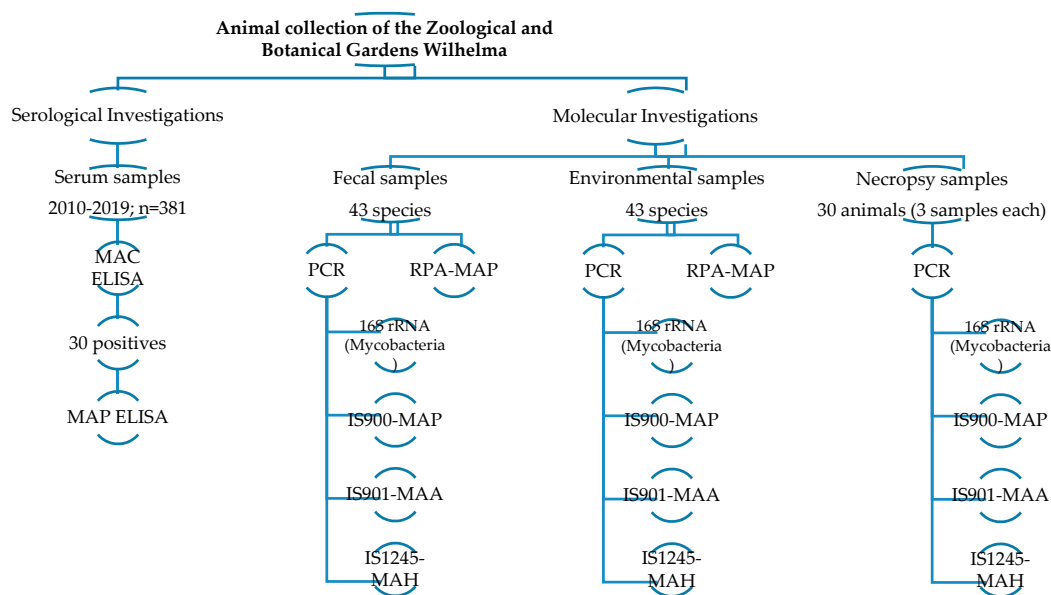 Animal collection of the Zoological and
Botanical Gardens Wilhelma
Serological Investigations
Molecular Investigations
Serum samples
2010-2019; n=381
Fecal samples
43 species
Environmental samples
43 species
Necropsy samples
30 animals (3 samples each)
MAC
ELISA
30 positives
MAP ELISA
PCR
RPA-MAP
16S rRNA
(Mycobacteria
)
IS900-MAP
IS901-MAA
IS1245-
MAH
PCR
RPA-MAP
16S rRNA
(Mycobacteria
)
IS900-MAP
IS901-MAA
IS1245-
MAH
PCR
16S rRNA
(Mycobacteria
)
IS900-MAP
IS901-MAA
IS1245-
MAH